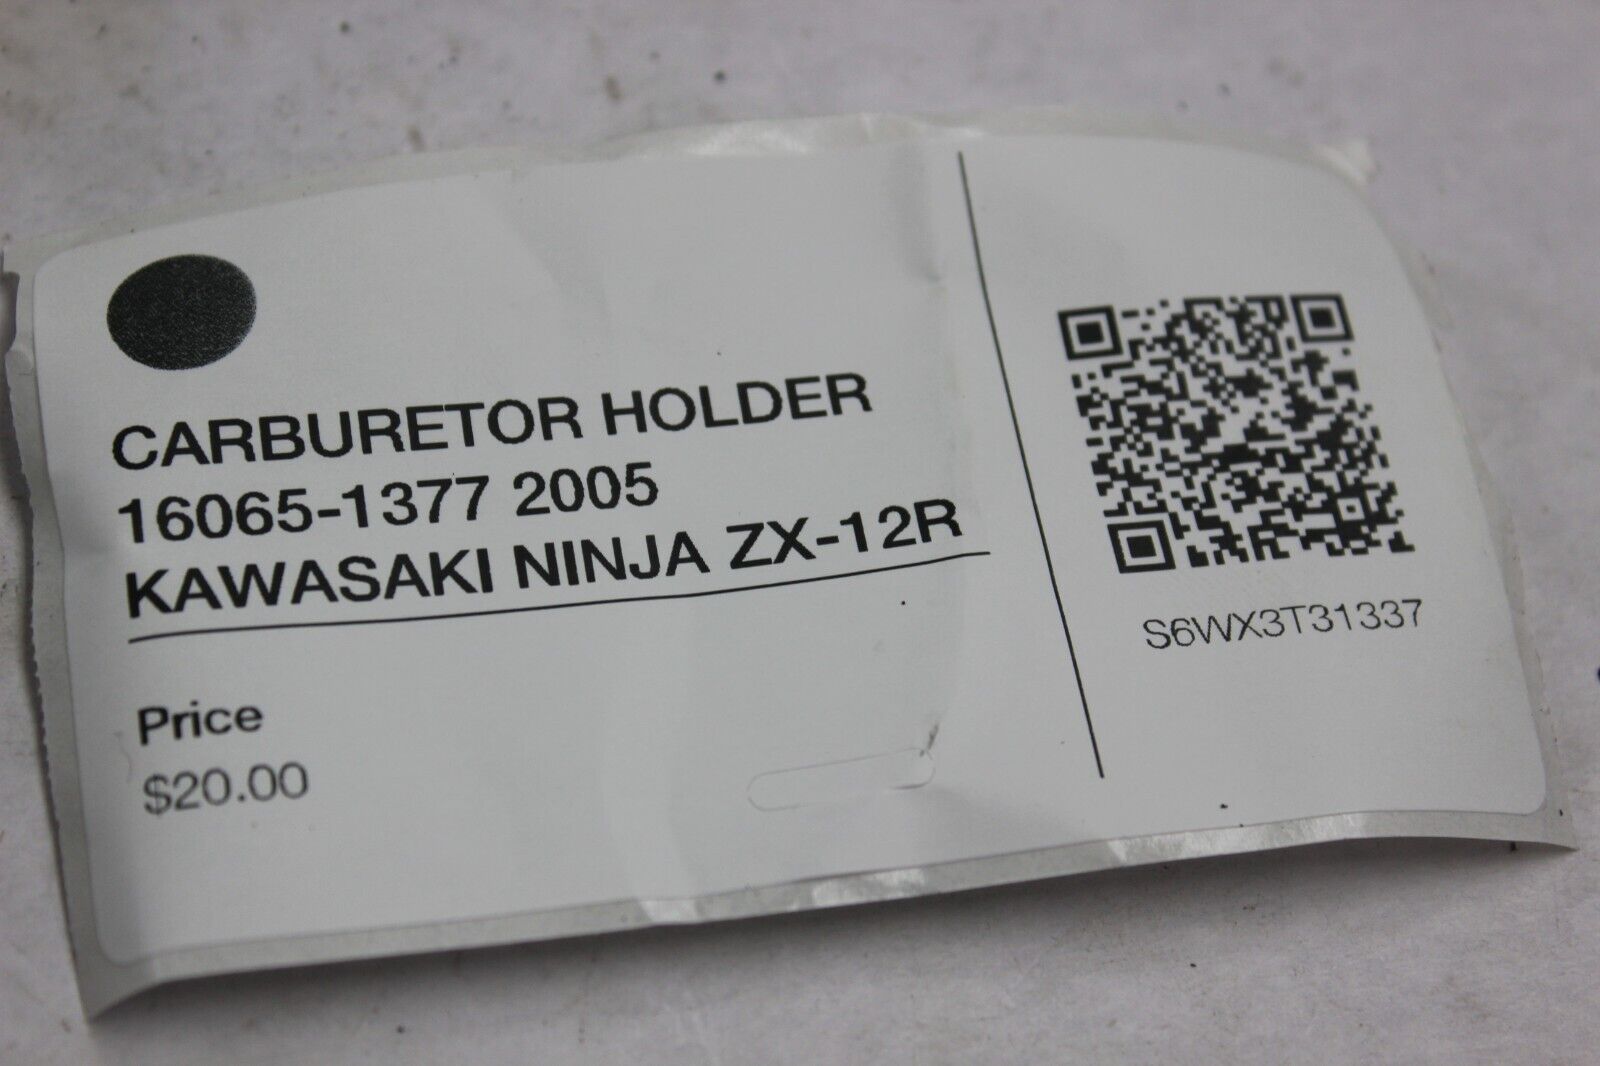 CARBURETOR HOLDER
16065-1377 2005
KAWASAKI NINJA ZX-12R
Price
$20.00
S6WX3T31337